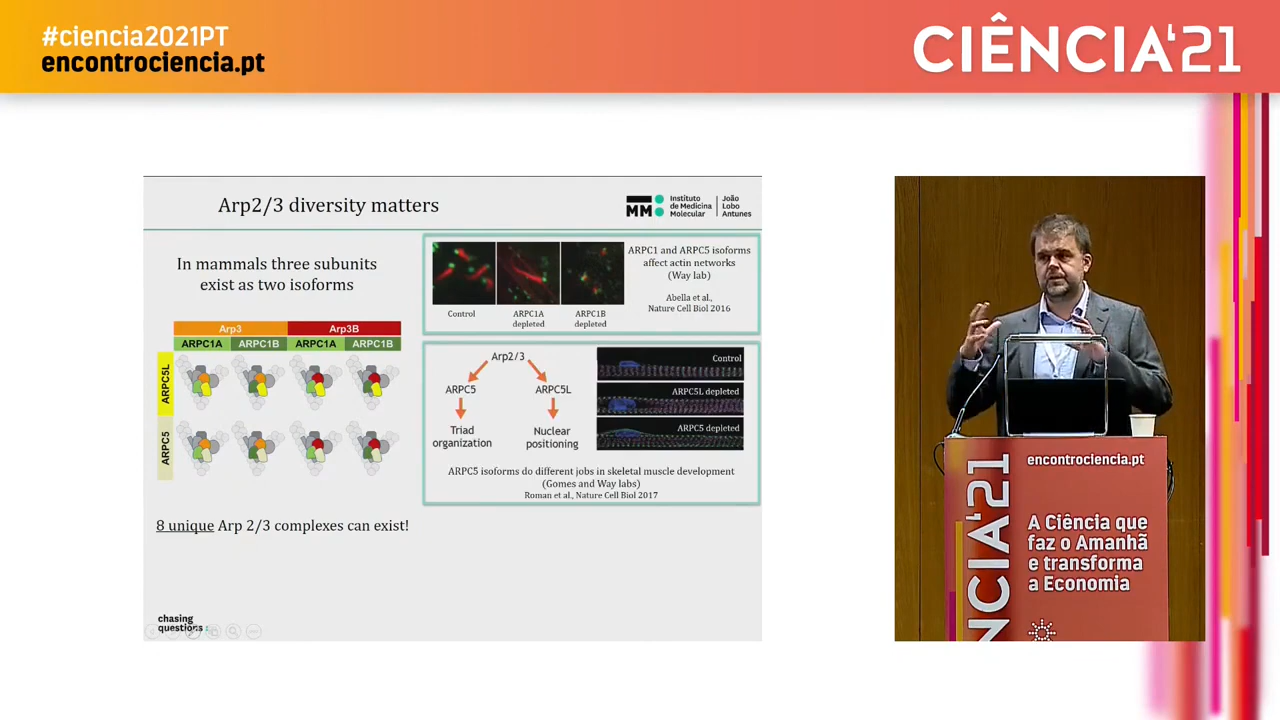 #ciencia2021PT
encontrociencia.pt
CIÊNCIA'21
Arp2/3 diversity matters
iMM
Instituto
de Medicina
Molecular
João
Lobo
Antunes
In mammals three subunits
exist as two isoforms
Arp3
Arp3B
ARPC1A
ARPC1B
ARPC1A
ARPC1B
ARPC5L
ARPC5
8 unique Arp 2/3 complexes can exist!
Control
ARPC1A
depleted
ARPC1B
depleted
ARPC1 and ARPC5 isoforms
affect actin networks
(Way lab)
Abella et al.,
Nature Cell Biol 2016
Arp2/3
ARPC5
ARPC5L
Triad
organization
Nuclear
positioning
Control
ARPC5L depleted
ARPC5 depleted
ARPC5 isoforms do different jobs in skeletal muscle development
(Gomes and Way labs)
Roman et al., Nature Cell Biol 2017
chasing
questions
encontrociencia.pt
NCIA'21
A Ciência que
faz o Amanhã
e transforma
a Economia